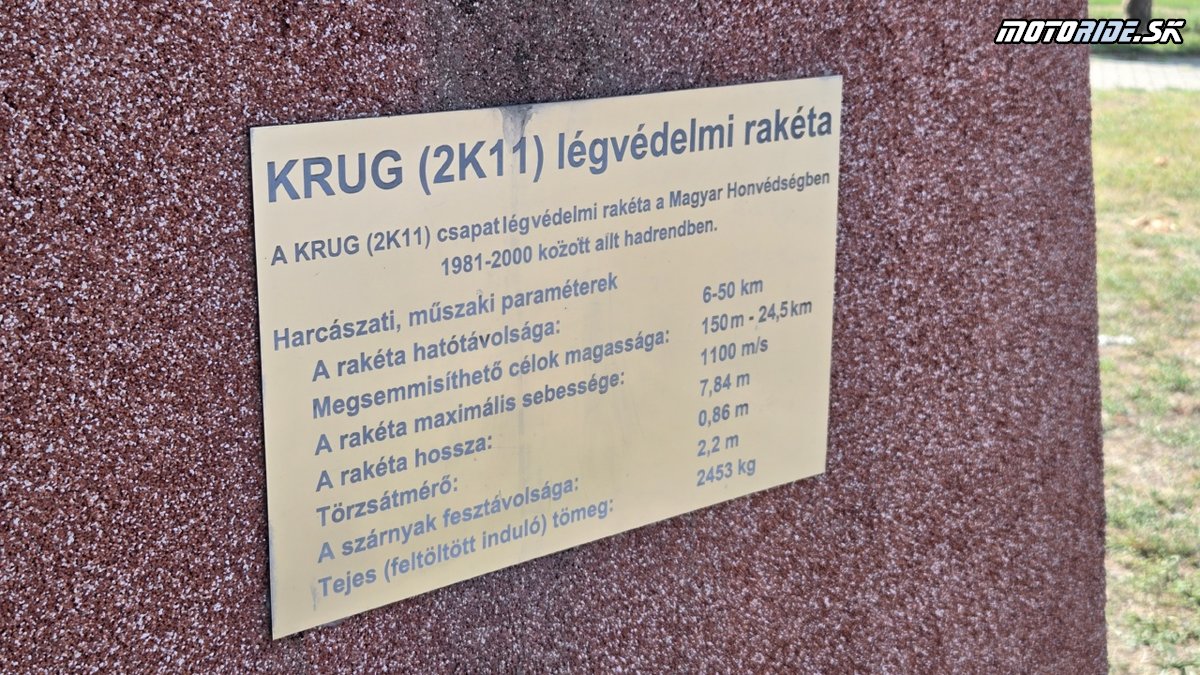 MOTORIDE.SK
KRUG (2K11) légvédelmi rakéta
A KRUG (2K11) csapatlégvédelmi rakéta a Magyar Honvédségben
1981-2000 között állt hadrendben.
Harcászati, műszaki paraméterek
A rakéta hatótávolsága: 6-50 km
Megsemmisíthető célok magassága: 150 m - 24,5 km
A rakéta maximális sebessége: 1100 m/s
A rakéta hossza: 7,84 m
Törzsátmérő: 0,86 m
A szárnyak fesztávolsága: 2,2 m
Tejes (feltöltött induló) tömeg: 2453 kg